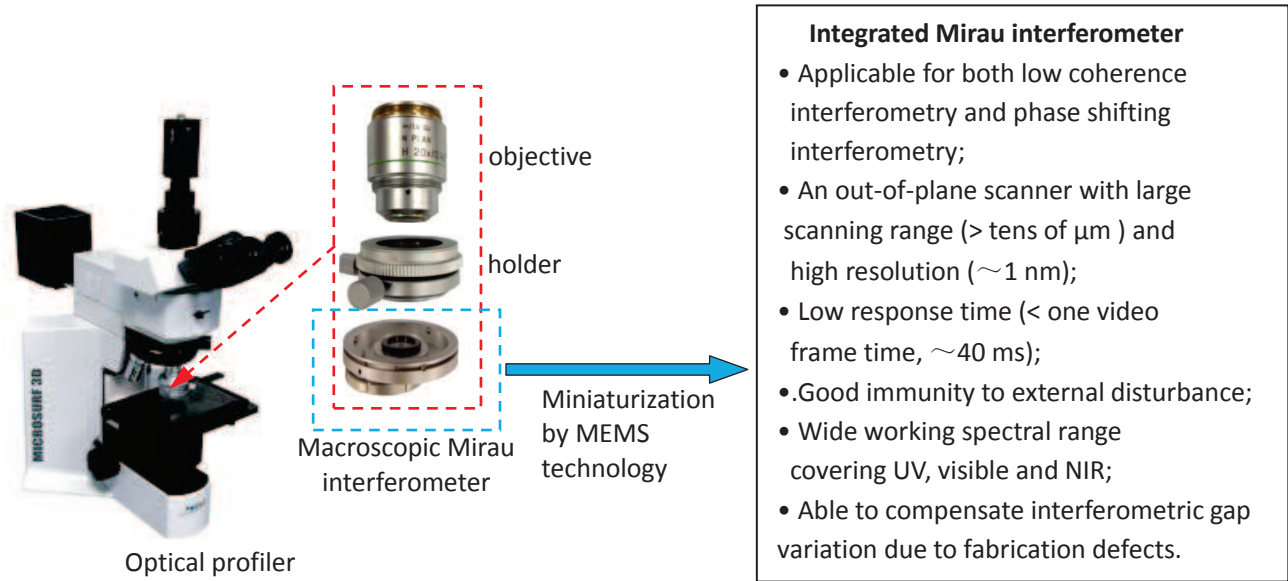 MICROSURF 3D
Optical profiler
N PLAN
objective
holder
Macroscopic Mirau
interferometer
Miniaturization
by MEMS
technology
Integrated Mirau interferometer
• Applicable for both low coherence
interferometry and phase shifting
interferometry;
• An out-of-plane scanner with large
scanning range (> tens of μm ) and
high resolution (～1 nm);
• Low response time (< one video
frame time, ～40 ms);
•.Good immunity to external disturbance;
• Wide working spectral range
covering UV, visible and NIR;
• Able to compensate interferometric gap
variation due to fabrication defects.